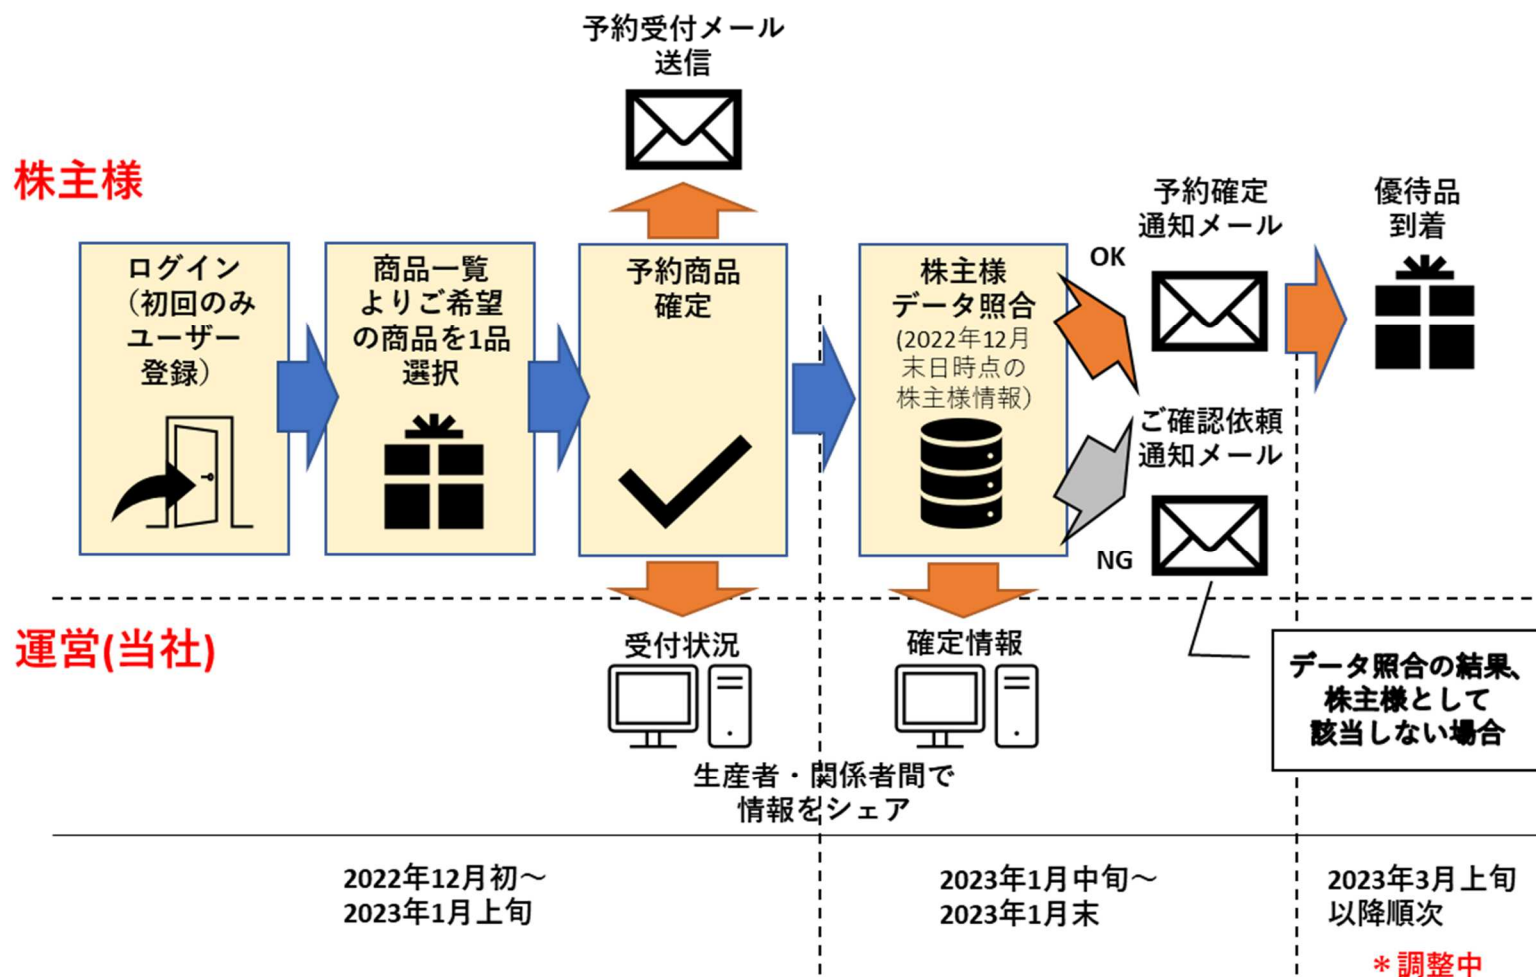 予約受付メール
送信
株主様
ログイン
（初回のみ
ユーザー
登録）
商品一覧
よりご希望
の商品を1品
選択
予約商品
確定
株主様
データ照合
(2022年12月
末日時点の
株主様情報）
OK
予約確定
通知メール
優待品
到着
ご確認依頼
通知メール
NG
運営(当社)
受付状況
確定情報
データ照合の結果、
株主様として
該当しない場合
生産者・関係者間で
情報をシェア
2022年12月初～
2023年1月上旬
2023年1月中旬～
2023年1月末
2023年3月上旬
以降順次
＊調整中